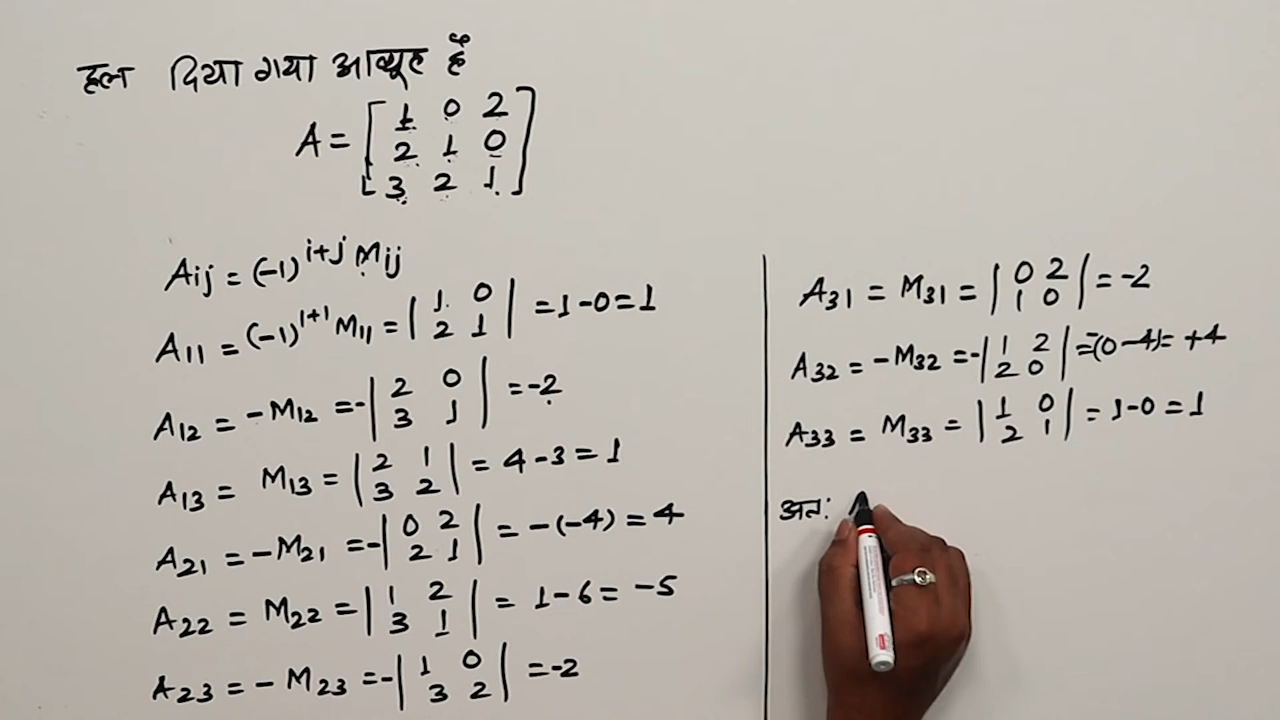 हल दिया गया आव्यूह है
A = [ 1 0 2
2 1 0
3 2 1 ]
Aij = (-1)^i+j Mij
A11 = (-1)^1+1 M11 = | 1 0 | = 1-0 = 1
2 1
A12 = -M12 = -| 2 0 | = -2
3 1
A13 = M13 = | 2 1 | = 4-3 = 1
3 2
A21 = -M21 = -| 0 2 | = -(-4) = 4
2 1
A22 = M22 = | 1 2 | = 1-6 = -5
3 1
A23 = -M23 = -| 1 0 | = -2
3 2
A31 = M31 = | 0 2 | = -2
1 0
A32 = -M32 = -| 1 2 | = -(0-4) = +4
2 0
A33 = M33 = | 1 0 | = 1-0 = 1
2 1
अतः